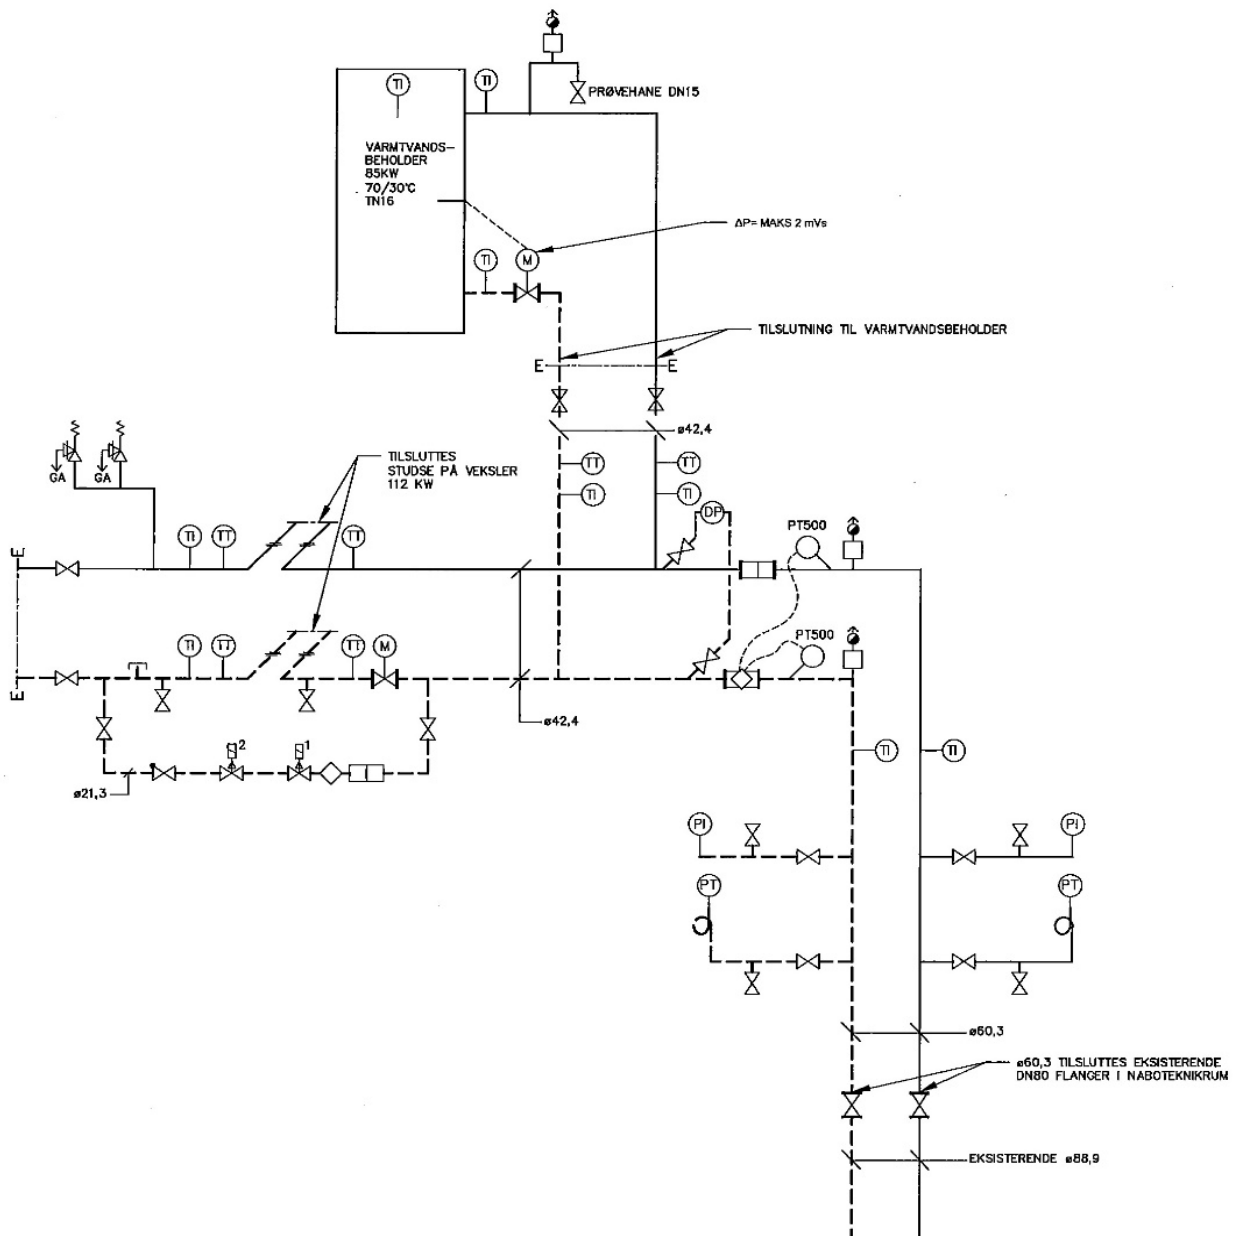 PRØVEHANE DN15
TI
TI
VARMTVANDS-
BEHOLDER
85KW
70/30°C
TN16
ΔP= MAKS 2 mVs
TI
M
TILSLUTNING TIL VARMTVANDSBEHOLDER
E
E
ø42,4
TILSLUTTES
STUDSE PÅ VEKSLER
112 KW
GA
GA
TT
TT
TI
TI
DP
PT500
TI
TT
TT
E
PT500
TI
TT
TT
M
E
ø42,4
2
1
TI
TI
ø21,3
PI
PI
PT
PT
ø60,3
ø60,3 TILSLUTTES EKSISTERENDE
DN80 FLANGER I NABOTEKNIKRUM
EKSISTERENDE ø88,9